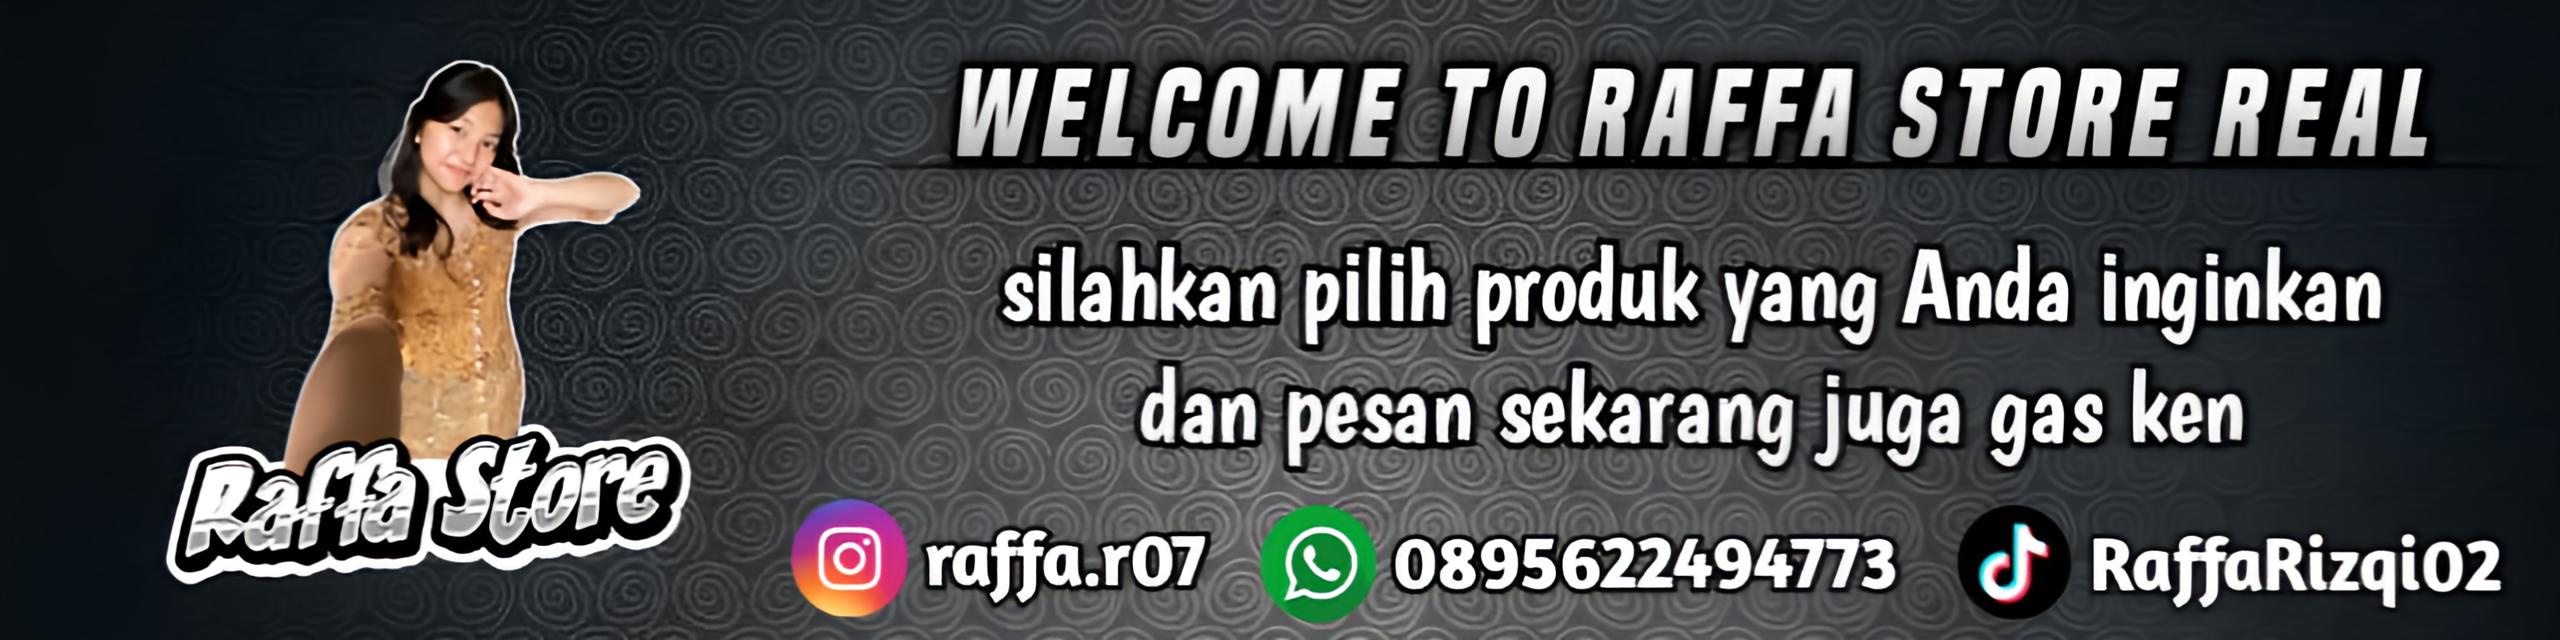 WELCOME TO RAFFA STORE REAL
silahkan pilih produk yang Anda inginkan
dan pesan sekarang juga gas ken
Raffa Store
raffa.r07 0895622494773 RaffaRizqi02